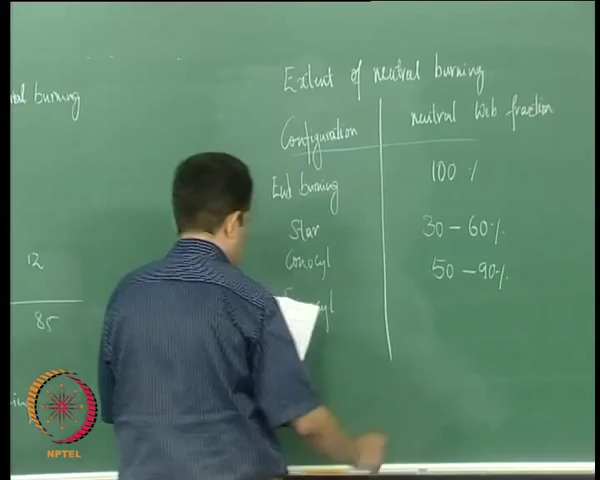 tal burning
12
85
Extent of neutral burning
Configuration
neutral web fraction
End burning
100 %
Star
30 - 60%
Conocyl
50 - 90%
NPTEL